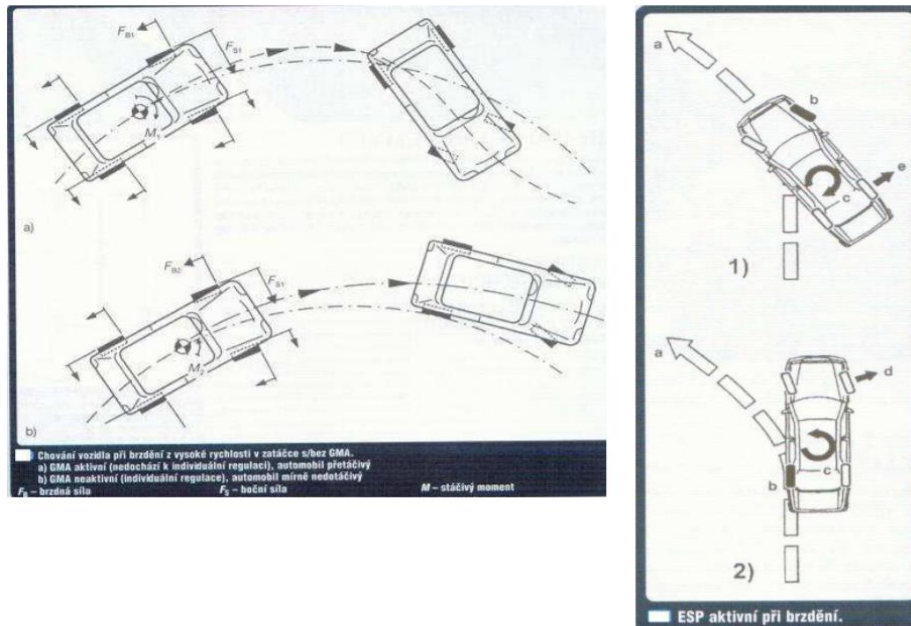 F_B1
F_S1
M_1
a)
F_B2
F_S1
b)
Chování vozidla při brzdění z vysoké rychlosti v zatáčce s/bez GMA.
a) GMA aktivní (nedochází k individuální regulaci), automobil přetáčivý
b) GMA neaktivní (individuální regulace), automobil mírně nedotáčivý
F_B – brzdná síla F_S – boční síla M – stáčivý moment
a
b
e
c
1)
a
d
c
b
2)
ESP aktivní při brzdění.